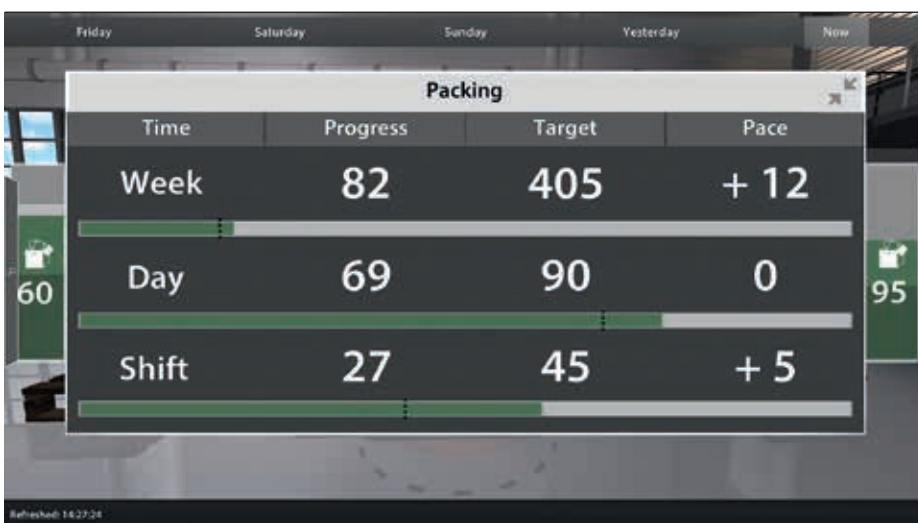 Friday Saturday Sunday Yesterday Now
Packing
Time Progress Target Pace
Week 82 405 + 12
60 Day 69 90 0 95
Shift 27 45 + 5
Refreshed: 14:27:24